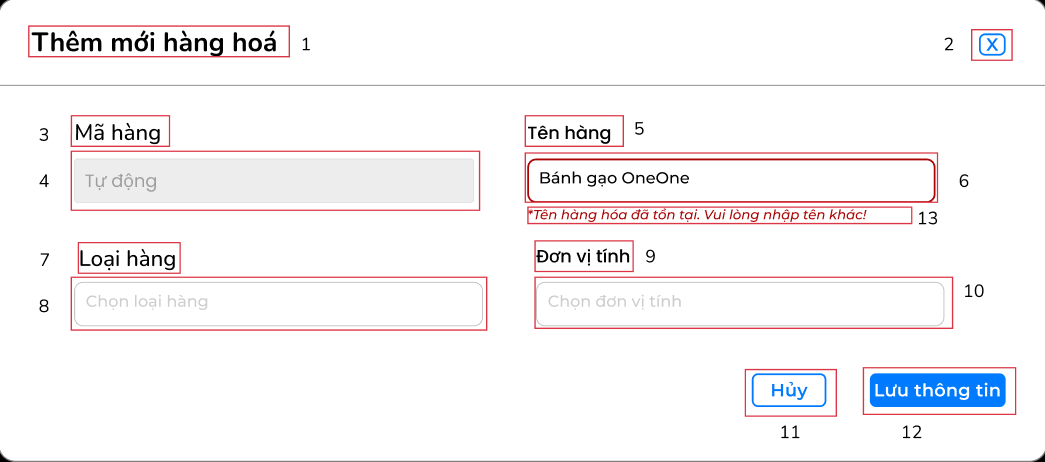 Thêm mới hàng hoá 1
2 X
3 Mã hàng
Tên hàng 5
4 Tự động
Bánh gạo OneOne 6
*Tên hàng hóa đã tồn tại. Vui lòng nhập tên khác! 13
7 Loại hàng
Đơn vị tính 9
8 Chọn loại hàng
Chọn đơn vị tính 10
Hủy
Lưu thông tin
11
12